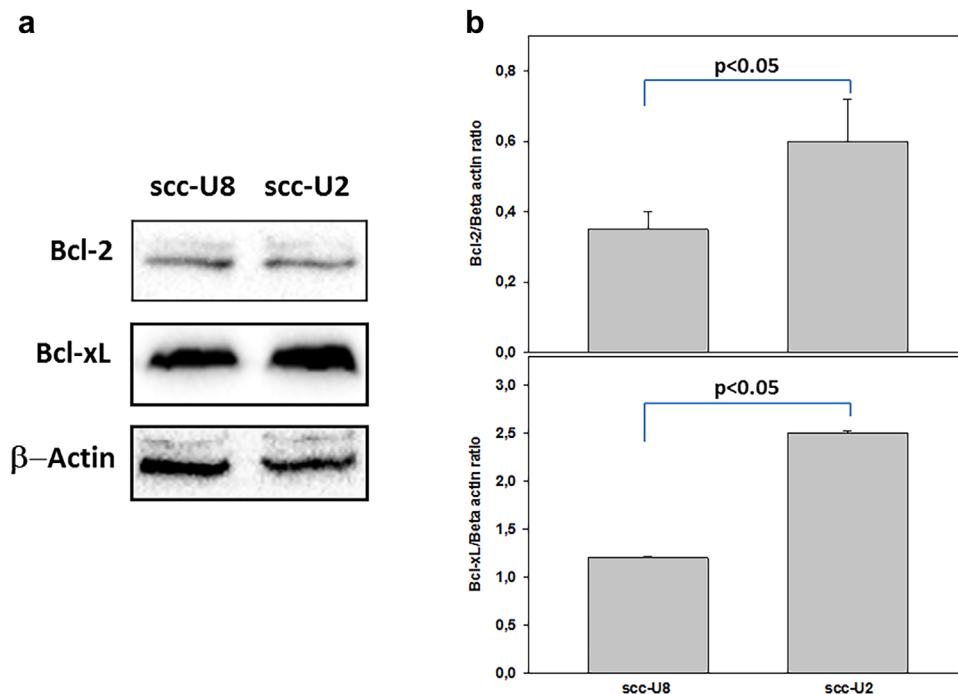 a
scc-U8 scc-U2
Bcl-2
Bcl-xL
β–Actin
b
p<0.05
Bcl-2/Beta actin ratio
0,8
0,6
0,4
0,2
0,0
p<0.05
Bcl-xL/Beta actin ratio
3,0
2,5
2,0
1,5
1,0
0,5
0,0
scc-U8 scc-U2